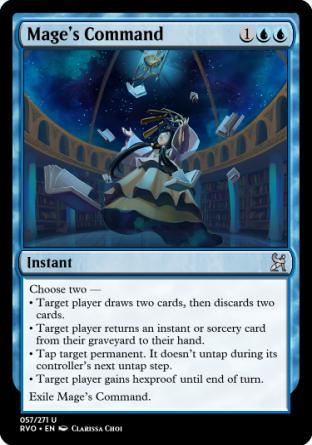 Mage's Command 1
Instant
Choose two —
• Target player draws two cards, then discards two
cards.
• Target player returns an instant or sorcery card
from their graveyard to their hand.
• Tap target permanent. It doesn't untap during its
controller's next untap step.
• Target player gains hexproof until end of turn.
Exile Mage's Command.
057/271 U
RVO • EN Clarissa Choi